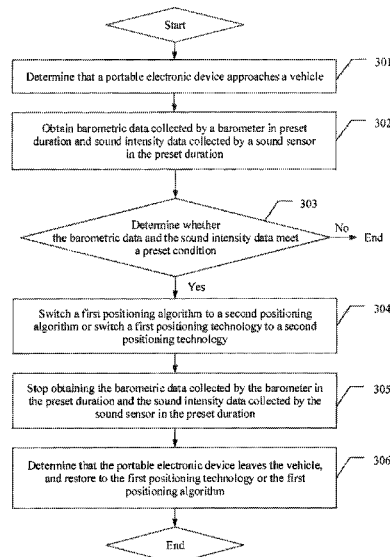 Start
Determine that a portable electronic device approaches a vehicle
301
Obtain barometric data collected by a barometer in preset
duration and sound intensity data collected by a sound sensor
in the preset duration
302
303
Determine whether
the barometric data and the sound intensity data meet
a preset condition
No
End
Yes
Switch a first positioning algorithm to a second positioning
algorithm or switch a first positioning technology to a second
positioning technology
304
Stop obtaining the barometric data collected by the barometer in
the preset duration and the sound intensity data collected by the
sound sensor in the preset duration
305
Determine that the portable electronic device leaves the vehicle,
and restore to the first positioning technology or the first
positioning algorithm
306
End